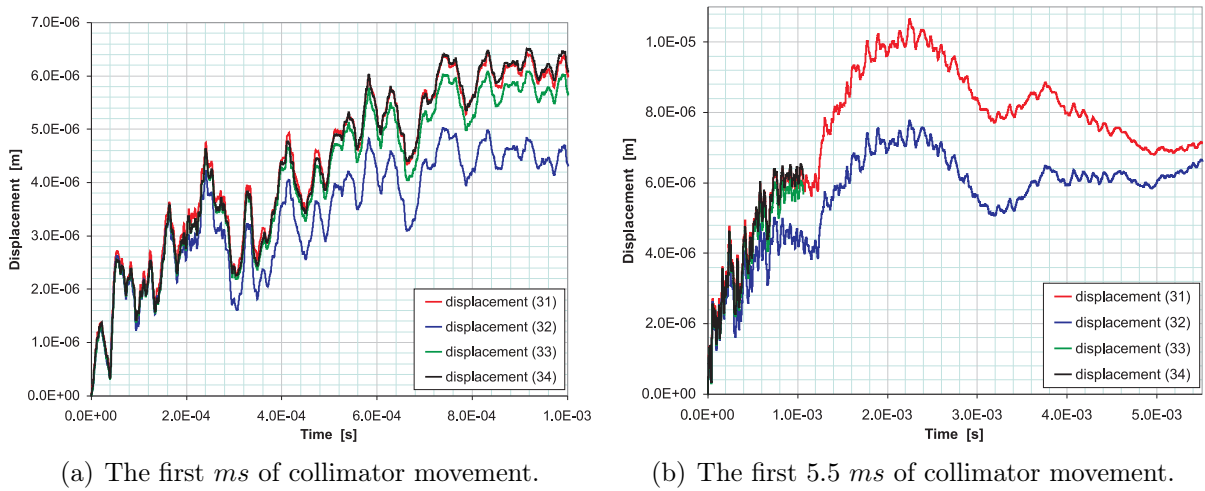 7.0E-06
6.0E-06
5.0E-06
4.0E-06
3.0E-06
2.0E-06
1.0E-06
0.0E+00
Displacement [m]
0.0E+00 2.0E-04 4.0E-04 6.0E-04 8.0E-04 1.0E-03
Time [s]
displacement (31)
displacement (32)
displacement (33)
displacement (34)
(a) The first ms of collimator movement.
1.0E-05
8.0E-06
6.0E-06
4.0E-06
2.0E-06
0.0E+00
Displacement [m]
0.0E+00 1.0E-03 2.0E-03 3.0E-03 4.0E-03 5.0E-03
Time [s]
displacement (31)
displacement (32)
displacement (33)
displacement (34)
(b) The first 5.5 ms of collimator movement.